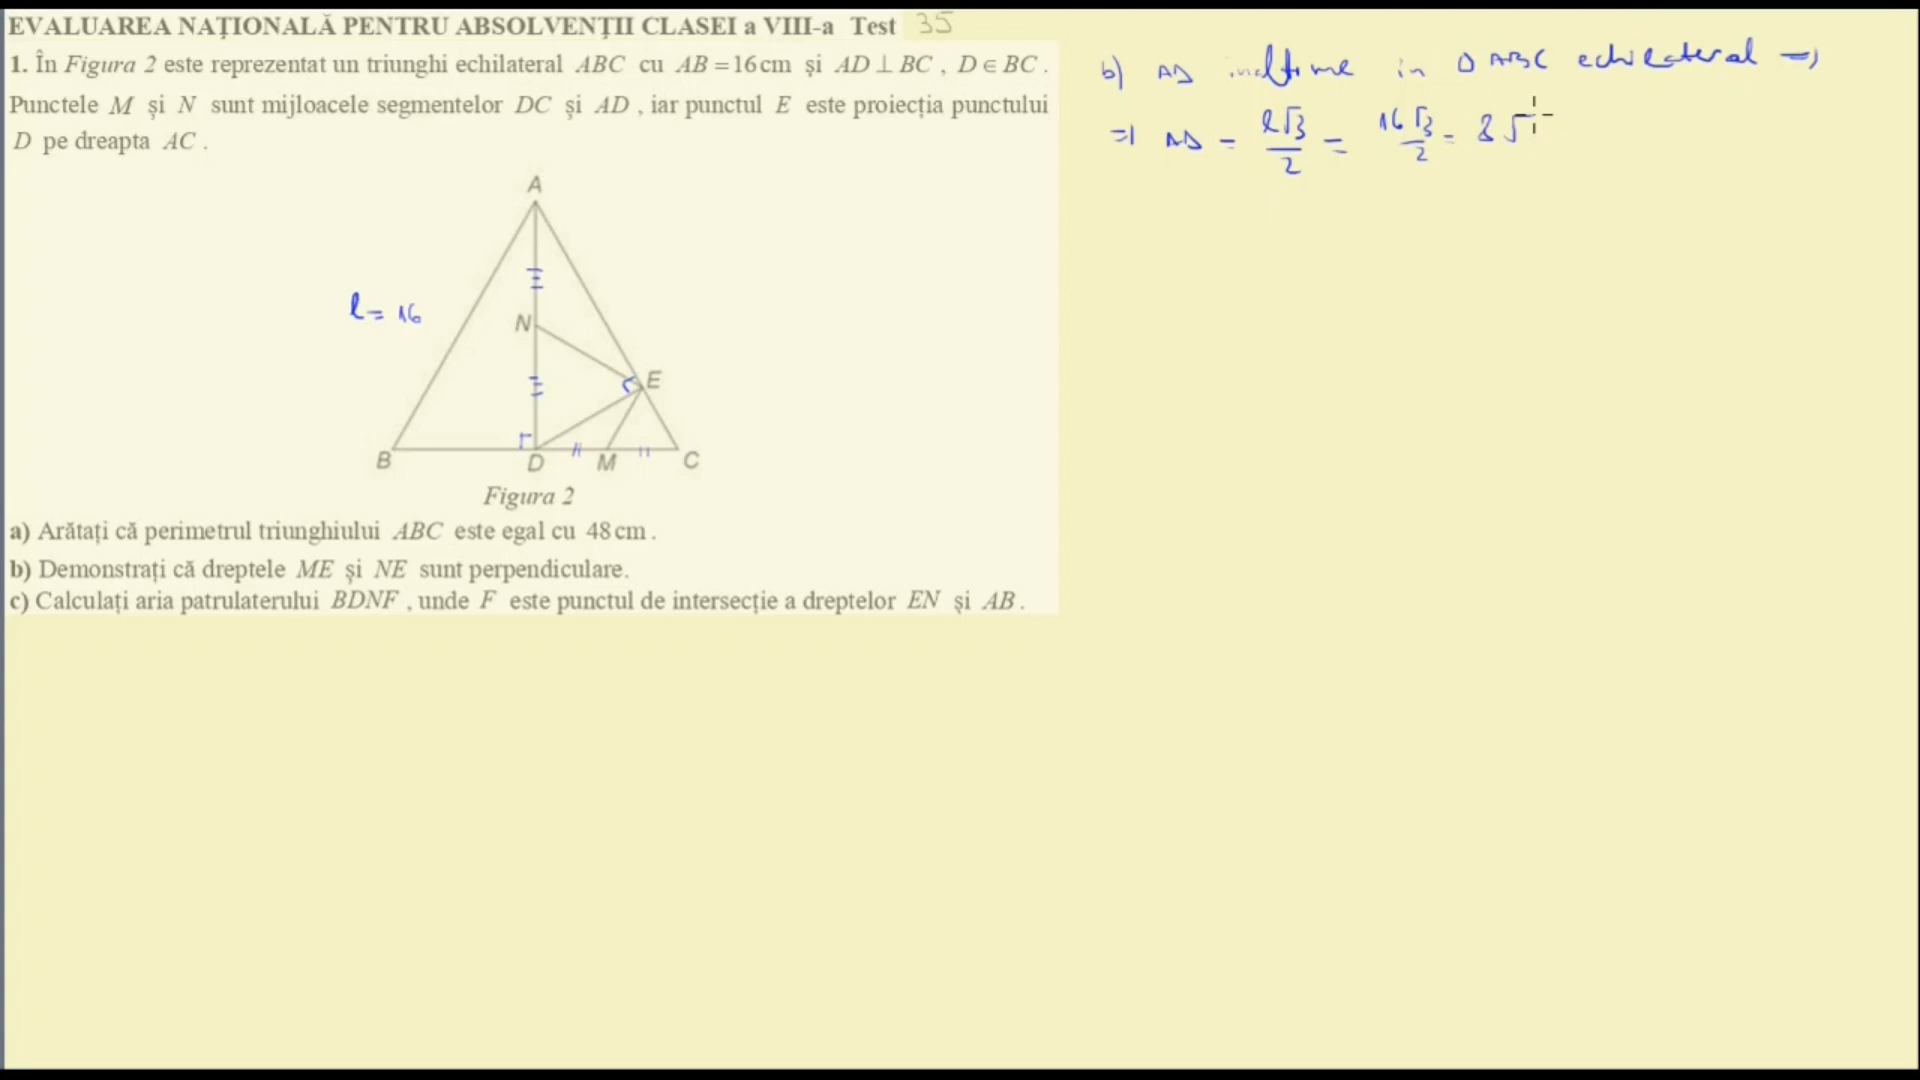 EVALUAREA NAȚIONALĂ PENTRU ABSOLVENȚII CLASEI a VIII-a Test 35
1. În Figura 2 este reprezentat un triunghi echilateral ABC cu AB = 16 cm și AD ⊥ BC , D ∈ BC .
Punctele M și N sunt mijloacele segmentelor DC și AD , iar punctul E este proiecția punctului
D pe dreapta AC .
A
l = 16
N
E
B D M C
Figura 2
a) Arătați că perimetrul triunghiului ABC este egal cu 48 cm .
b) Demonstrați că dreptele ME și NE sunt perpendiculare.
c) Calculați aria patrulaterului BDNF , unde F este punctul de intersecție a dreptelor EN și AB .
b) AD inaltime in Δ ABC echilateral =>
=> AD = l√3/2 = 16√3/2 = 8√